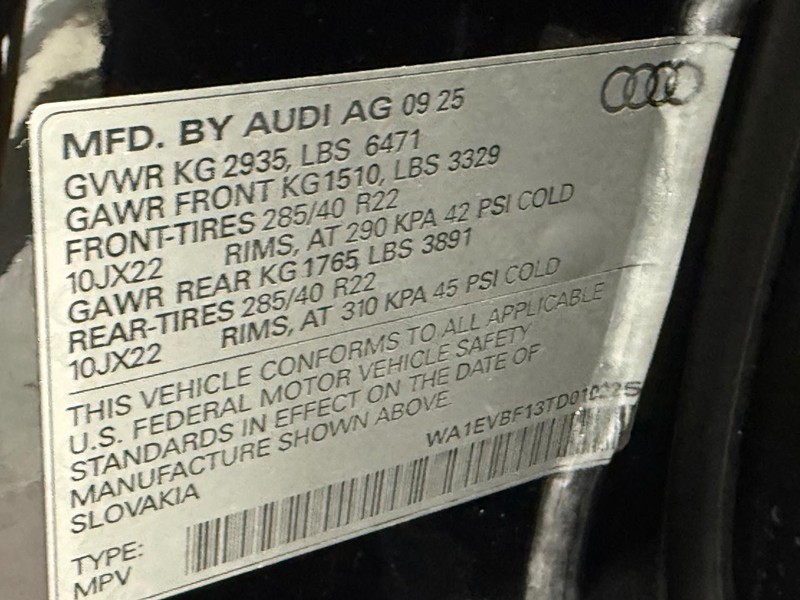 MFD. BY AUDI AG 09 25
GVWR KG 2935, LBS 6471
GAWR FRONT KG1510, LBS 3329
FRONT-TIRES 285/40 R22
10JX22 RIMS, AT 290 KPA 42 PSI COLD
GAWR REAR KG 1765, LBS 3891
REAR-TIRES 285/40 R22
10JX22 RIMS, AT 310 KPA 45 PSI COLD
THIS VEHICLE CONFORMS TO ALL APPLICABLE
U.S. FEDERAL MOTOR VEHICLE SAFETY
STANDARDS IN EFFECT ON THE DATE OF
MANUFACTURE SHOWN ABOVE.
SLOVAKIA
TYPE:
MPV